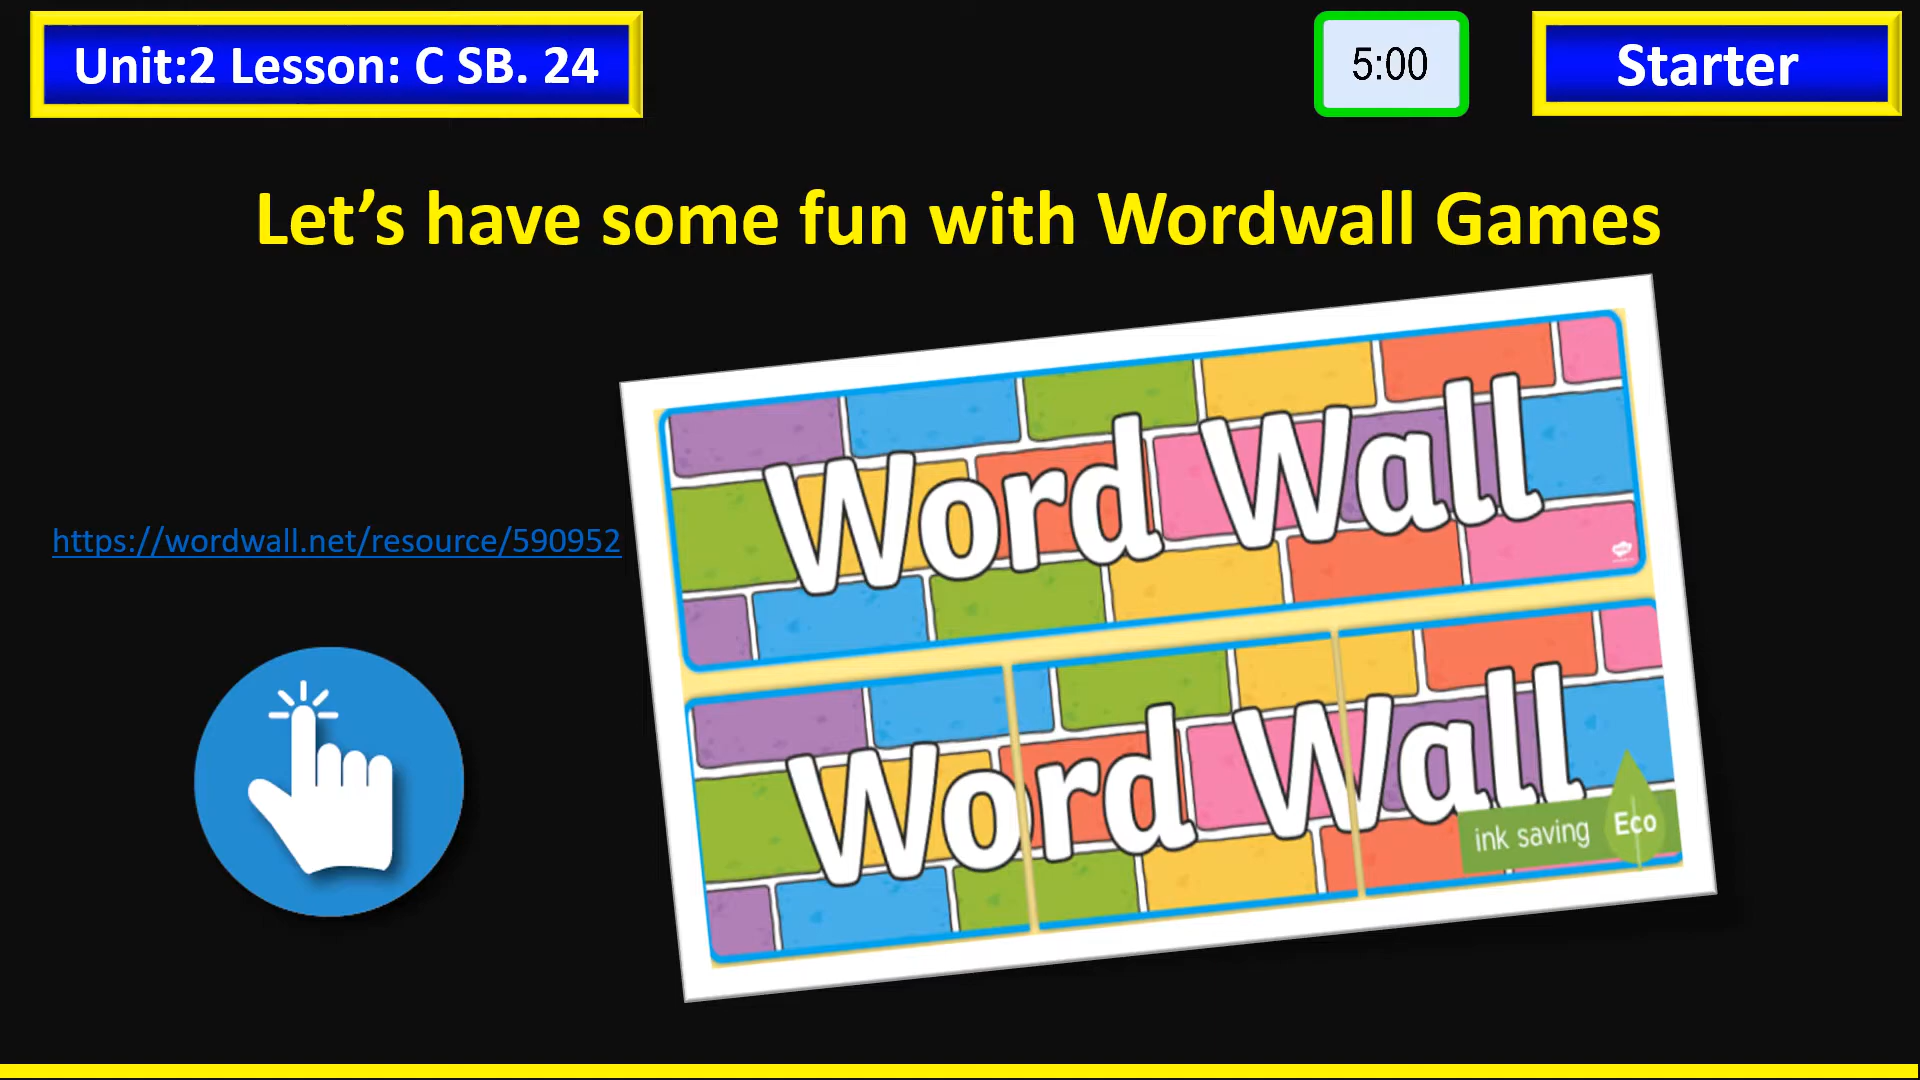 Unit:2 Lesson: C SB. 24
5:00
Starter
Let's have some fun with Wordwall Games
https://wordwall.net/resource/590952
Word Wall
Word Wall
ink saving
Eco